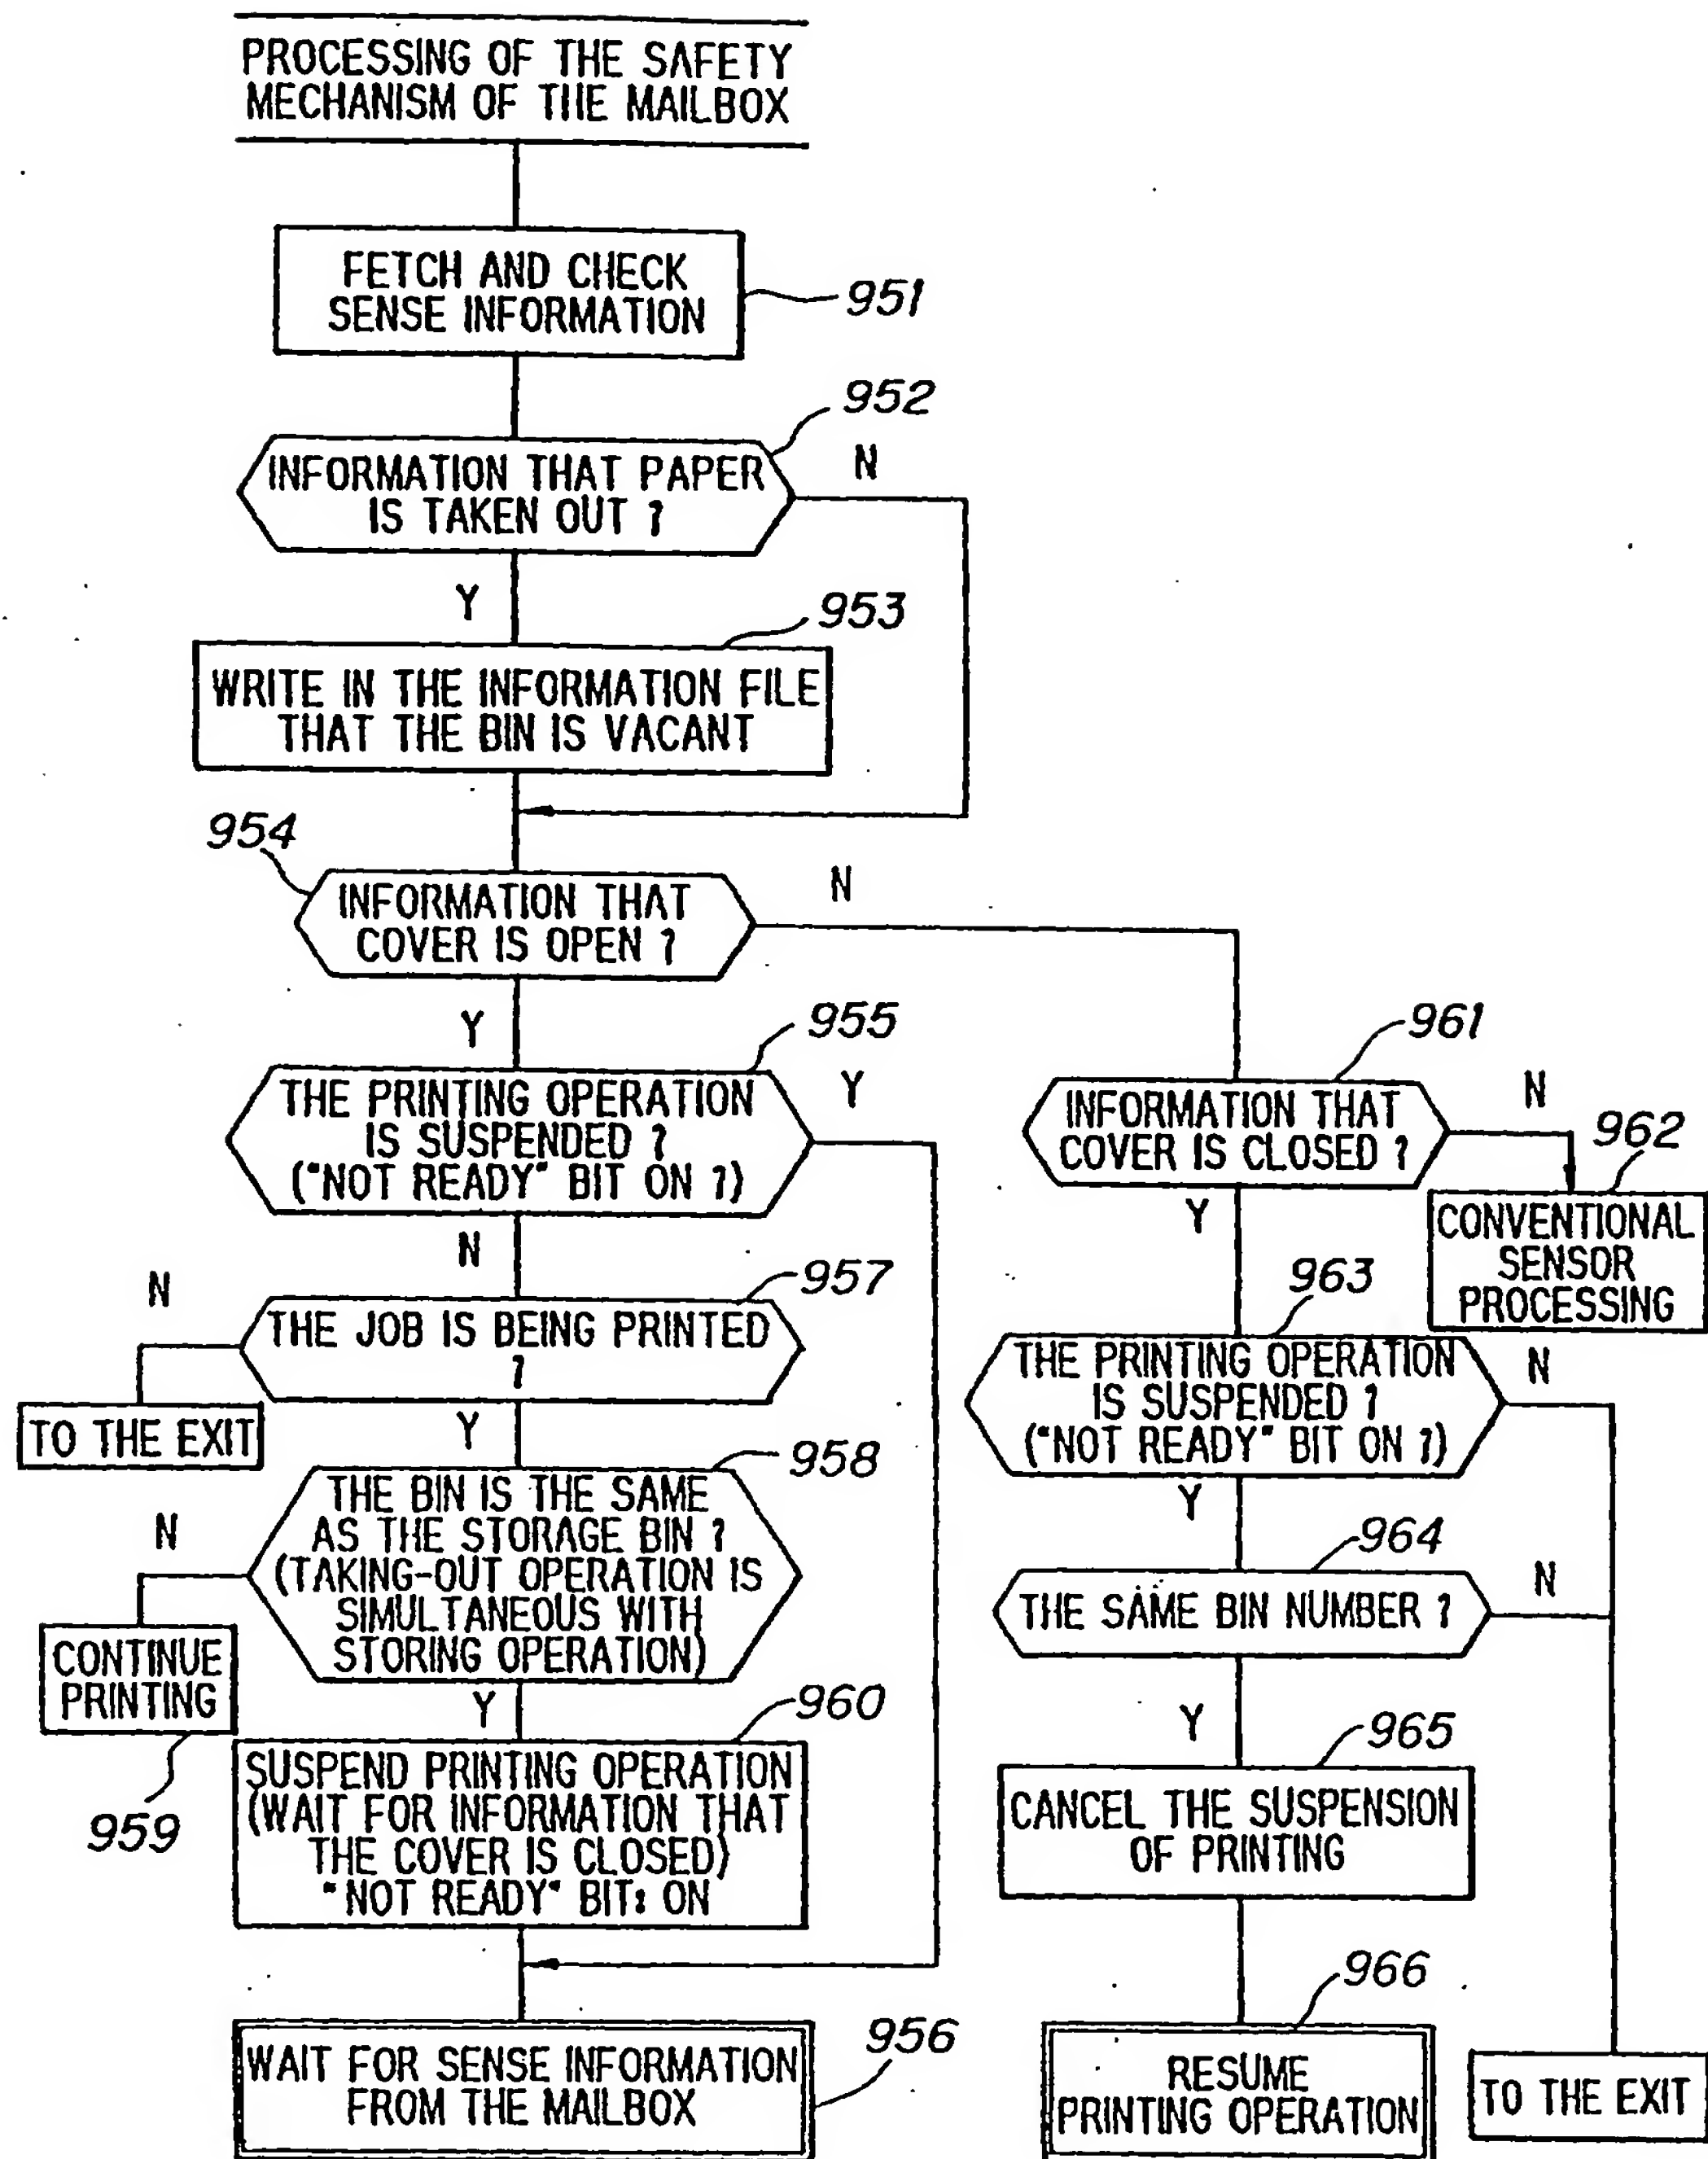 PROCESSING OF THE SAFETY
MECHANISM OF THE MAILBOX
FETCH AND CHECK
SENSE INFORMATION
951
952
INFORMATION THAT PAPER
IS TAKEN OUT ?
N
Y
953
WRITE IN THE INFORMATION FILE
THAT THE BIN IS VACANT
954
INFORMATION THAT
COVER IS OPEN ?
N
Y
955
THE PRINTING OPERATION
IS SUSPENDED ?
("NOT READY" BIT ON ?)
Y
N
957
N
THE JOB IS BEING PRINTED
?
TO THE EXIT
Y
958
THE BIN IS THE SAME
AS THE STORAGE BIN ?
(TAKING-OUT OPERATION IS
SIMULTANEOUS WITH
STORING OPERATION)
N
CONTINUE
PRINTING
959
Y
960
SUSPEND PRINTING OPERATION
(WAIT FOR INFORMATION THAT
THE COVER IS CLOSED)
"NOT READY" BIT: ON
WAIT FOR SENSE INFORMATION
FROM THE MAILBOX
956
961
INFORMATION THAT
COVER IS CLOSED ?
N
962
CONVENTIONAL
SENSOR
PROCESSING
Y
963
THE PRINTING OPERATION
IS SUSPENDED ?
("NOT READY" BIT ON ?)
N
Y
964
THE SAME BIN NUMBER ?
N
Y
965
CANCEL THE SUSPENSION
OF PRINTING
966
RESUME
PRINTING OPERATION
TO THE EXIT